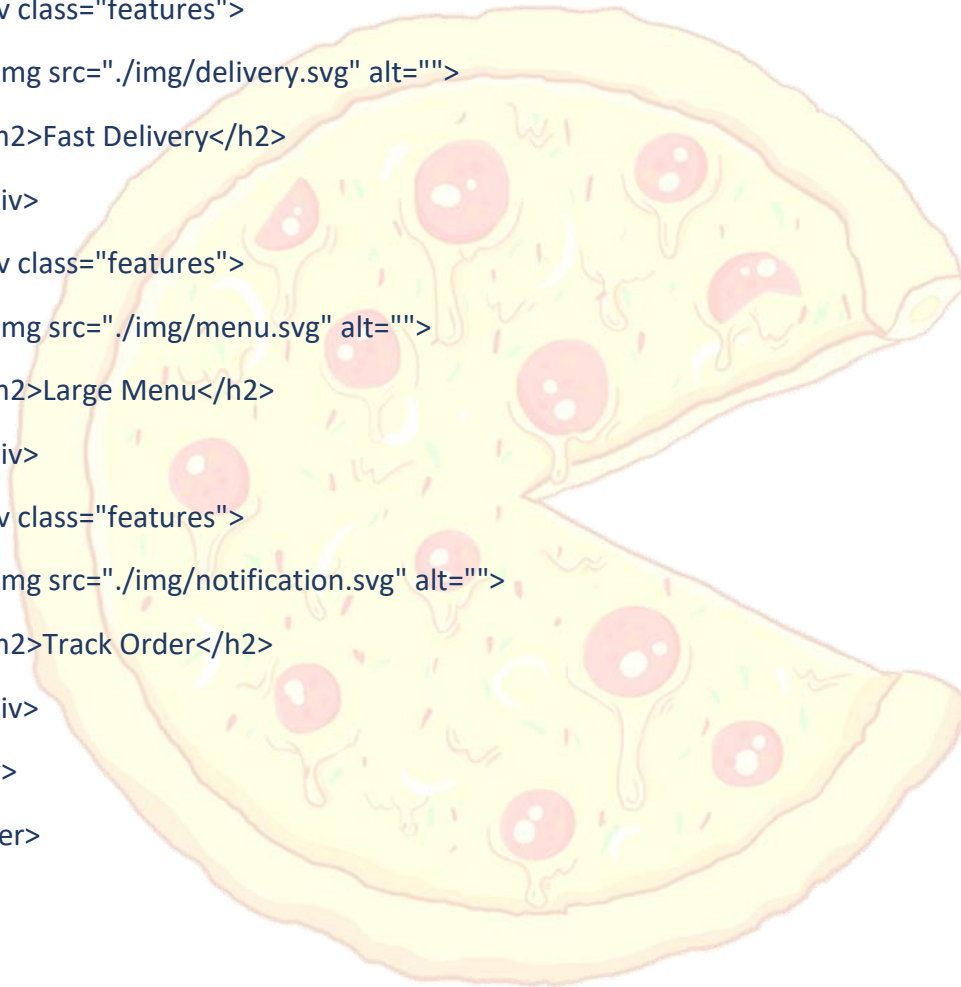 v class="features">
mg src="./img/delivery.svg" alt="">
h2>Fast Delivery</h2>
iv>
v class="features">
mg src="./img/menu.svg" alt="">
h2>Large Menu</h2>
iv>
v class="features">
mg src="./img/notification.svg" alt="">
h2>Track Order</h2>
iv>
>
er>